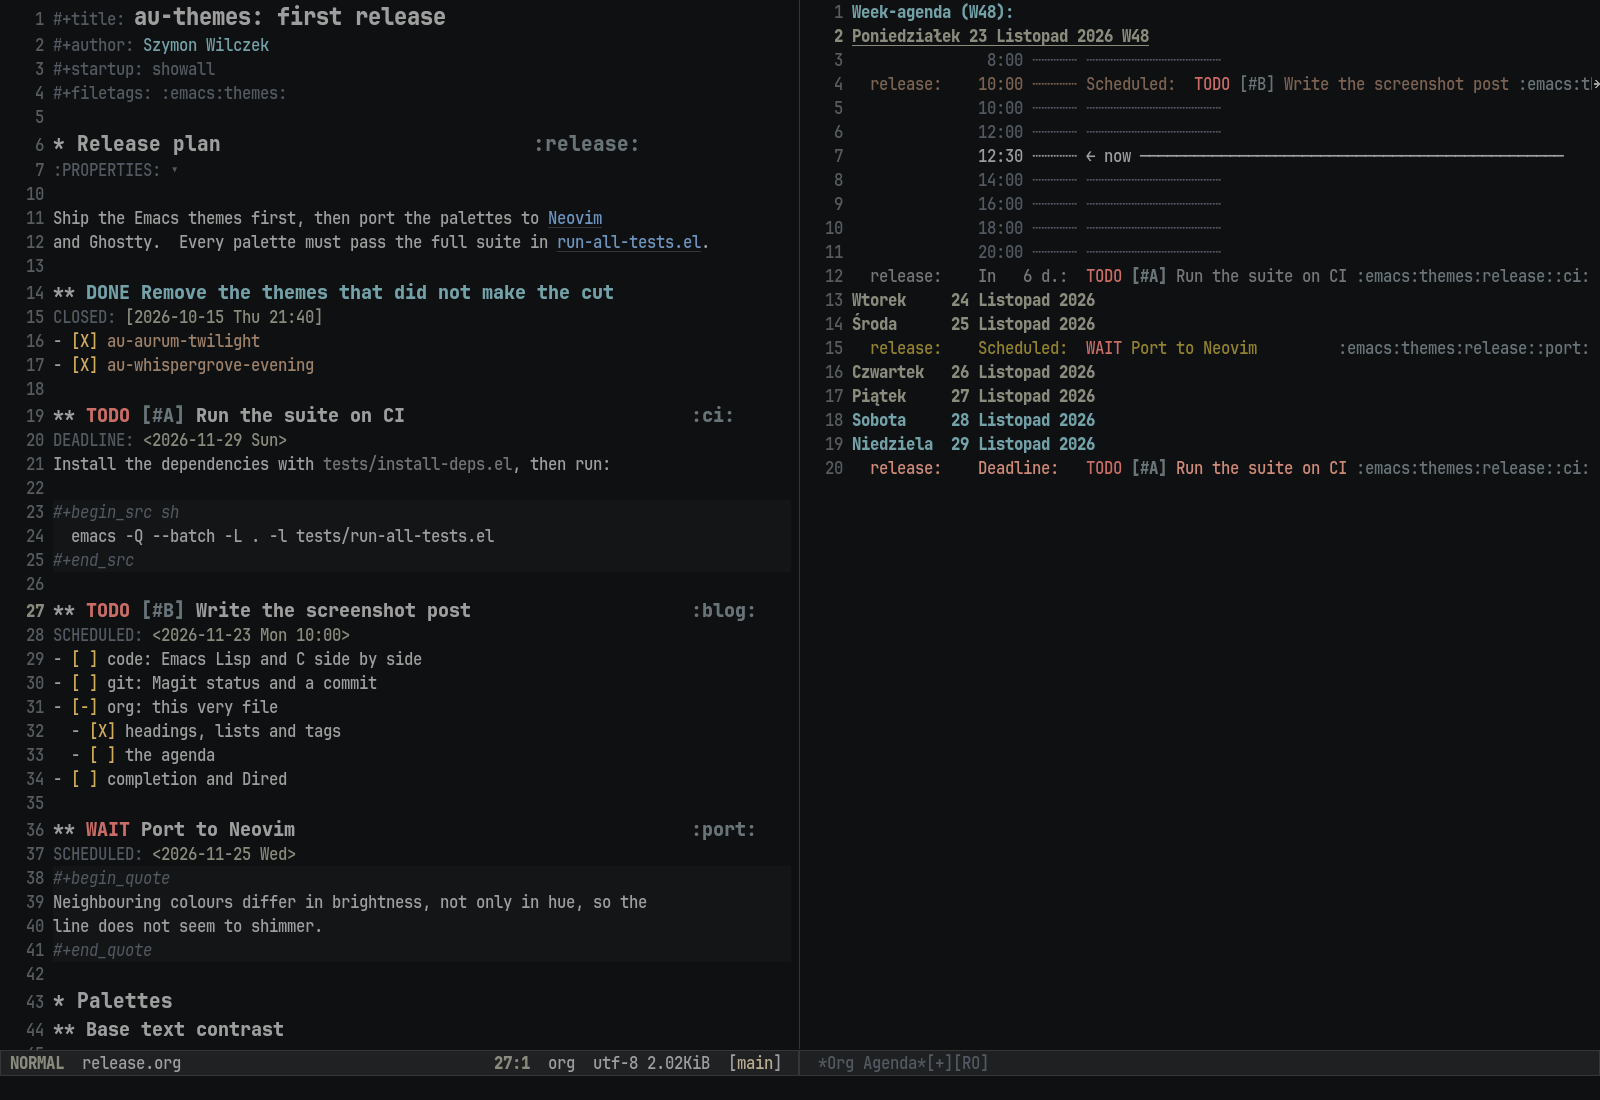 1 #+title: au-themes: first release
2 #+author: Szymon Wilczek
3 #+startup: showall
4 #+filetags: :emacs:themes:
5
6 * Release plan :release:
7 :PROPERTIES: ▾
10
11 Ship the Emacs themes first, then port the palettes to Neovim
12 and Ghostty.  Every palette must pass the full suite in run-all-tests.el.
13
14 ** DONE Remove the themes that did not make the cut
15 CLOSED: [2026-10-15 Thu 21:40]
16 - [X] au-aurum-twilight
17 - [X] au-whispergrove-evening
18
19 ** TODO [#A] Run the suite on CI :ci:
20 DEADLINE: <2026-11-29 Sun>
21 Install the dependencies with tests/install-deps.el, then run:
22
23 #+begin_src sh
24   emacs -Q --batch -L . -l tests/run-all-tests.el
25 #+end_src
26
27 ** TODO [#B] Write the screenshot post :blog:
28 SCHEDULED: <2026-11-23 Mon 10:00>
29 - [ ] code: Emacs Lisp and C side by side
30 - [ ] git: Magit status and a commit
31 - [-] org: this very file
32   - [X] headings, lists and tags
33   - [ ] the agenda
34 - [ ] completion and Dired
35
36 ** WAIT Port to Neovim :port:
37 SCHEDULED: <2026-11-25 Wed>
38 #+begin_quote
39 Neighbouring colours differ in brightness, not only in hue, so the
40 line does not seem to shimmer.
41 #+end_quote
42
43 * Palettes
44 ** Base text contrast
NORMAL  release.org 27:1  org  utf-8 2.02KiB  [main]
1 Week-agenda (W48):
2 Poniedziałek 23 Listopad 2026 W48
3 8:00 ┄┄┄┄┄ ┄┄┄┄┄┄┄┄┄┄┄┄┄┄┄
4 release: 10:00 ┄┄┄┄┄ Scheduled:  TODO [#B] Write the screenshot post :emacs:t→
5 10:00 ┄┄┄┄┄ ┄┄┄┄┄┄┄┄┄┄┄┄┄┄┄
6 12:00 ┄┄┄┄┄ ┄┄┄┄┄┄┄┄┄┄┄┄┄┄┄
7 12:30 ┄┄┄┄┄ ← now ───────────────────────────────────────────────
8 14:00 ┄┄┄┄┄ ┄┄┄┄┄┄┄┄┄┄┄┄┄┄┄
9 16:00 ┄┄┄┄┄ ┄┄┄┄┄┄┄┄┄┄┄┄┄┄┄
10 18:00 ┄┄┄┄┄ ┄┄┄┄┄┄┄┄┄┄┄┄┄┄┄
11 20:00 ┄┄┄┄┄ ┄┄┄┄┄┄┄┄┄┄┄┄┄┄┄
12 release: In   6 d.:  TODO [#A] Run the suite on CI :emacs:themes:release::ci:
13 Wtorek 24 Listopad 2026
14 Środa 25 Listopad 2026
15 release: Scheduled:  WAIT Port to Neovim :emacs:themes:release::port:
16 Czwartek 26 Listopad 2026
17 Piątek 27 Listopad 2026
18 Sobota 28 Listopad 2026
19 Niedziela 29 Listopad 2026
20 release: Deadline:   TODO [#A] Run the suite on CI :emacs:themes:release::ci:
*Org Agenda*[+][RO]